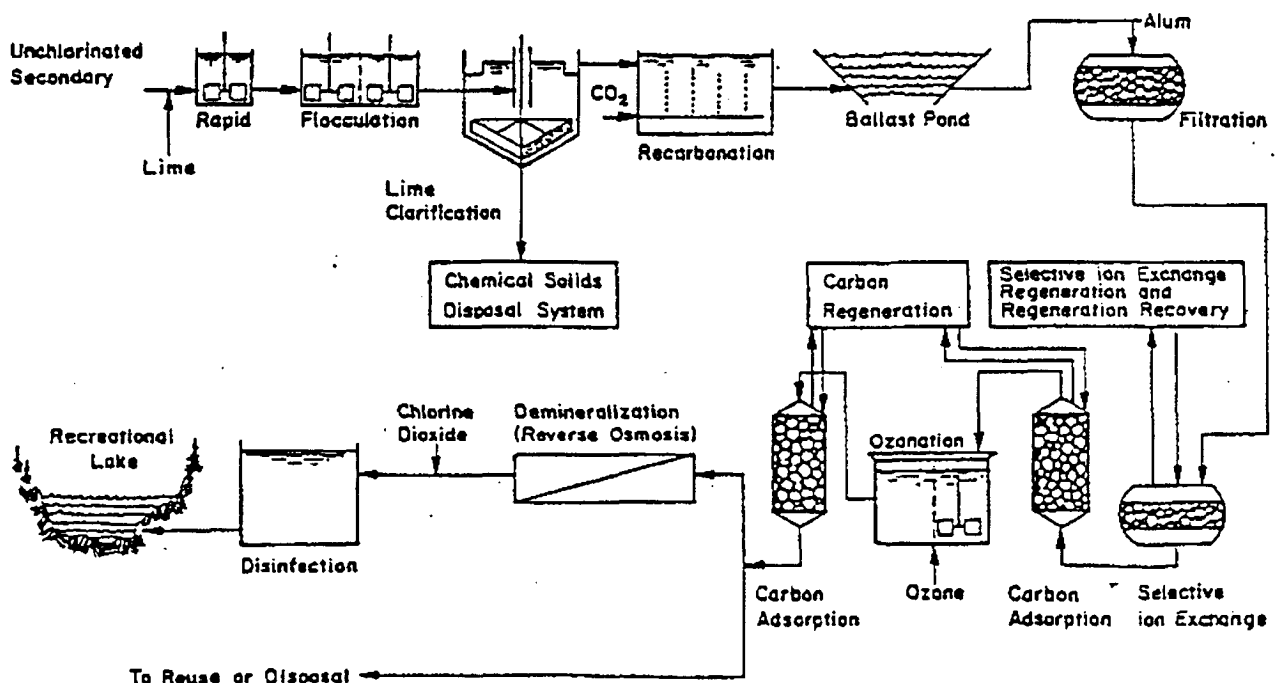 Unchlorinated
Secondary
Lime
Rapid
Flocculation
Lime
Clarification
Chemical Solids
Disposal System
CO2
Recarbonation
Ballast Pond
Alum
Filtration
Carbon
Regeneration
Selective ion Exchange
Regeneration and
Regeneration Recovery
Recreational
Lake
Disinfection
Chlorine
Dioxide
Demineralization
(Reverse Osmosis)
Carbon
Adsorption
Ozanation
Ozone
Carbon
Adsorption
Selective
ion Exchange
To Reuse or Disposal